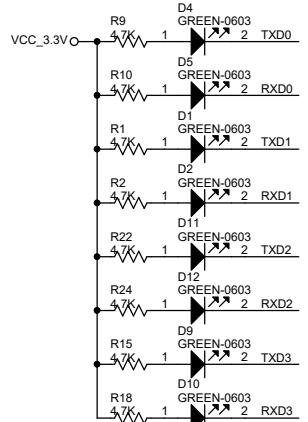 D4
R9 GREEN-0603
VCC_3.3V 4.7K 1 2 TXD0
D5
R10 GREEN-0603
4.7K 1 2 RXD0
D1
R1 GREEN-0603
4.7K 1 2 TXD1
D2
R2 GREEN-0603
4.7K 1 2 RXD1
D11
R22 GREEN-0603
4.7K 1 2 TXD2
D12
R24 GREEN-0603
4.7K 1 2 RXD2
D9
R15 GREEN-0603
4.7K 1 2 TXD3
D10
R18 GREEN-0603
4.7K 1 2 RXD3